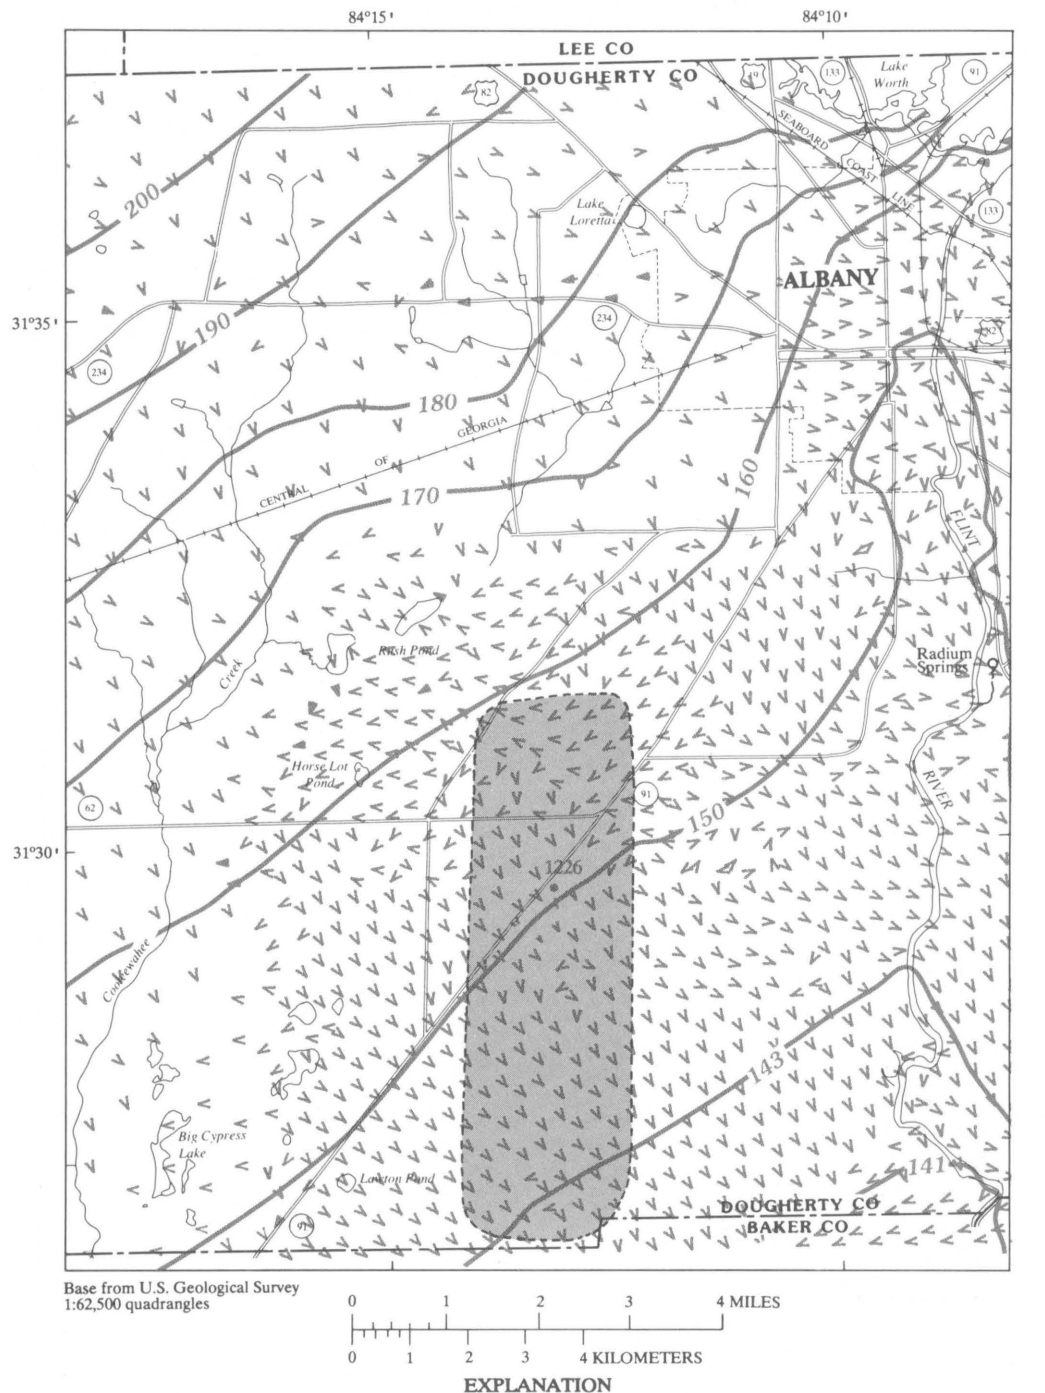 84°15'
84°10'
LEE CO
DOUGHERTY CO
82
19
133
Lake
Worth
91
SEABOARD
COAST
LINE
200
Lake
Loretta
133
ALBANY
31°35'
190
234
82
234
180
GEORGIA
OF
CENTRAL
170
160
FLINT
Rush Pond
Creek
Radium
Springs
Horse Lot
Pond
62
91
RIVER
150
31°30'
1226
Cooleewahee
143
Big Cypress
Lake
Lawton Pond
141
91
DOUGHERTY CO
BAKER CO
Base from U.S. Geological Survey
1:62,500 quadrangles
0 1 2 3 4 MILES
0 1 2 3 4 KILOMETERS
EXPLANATION